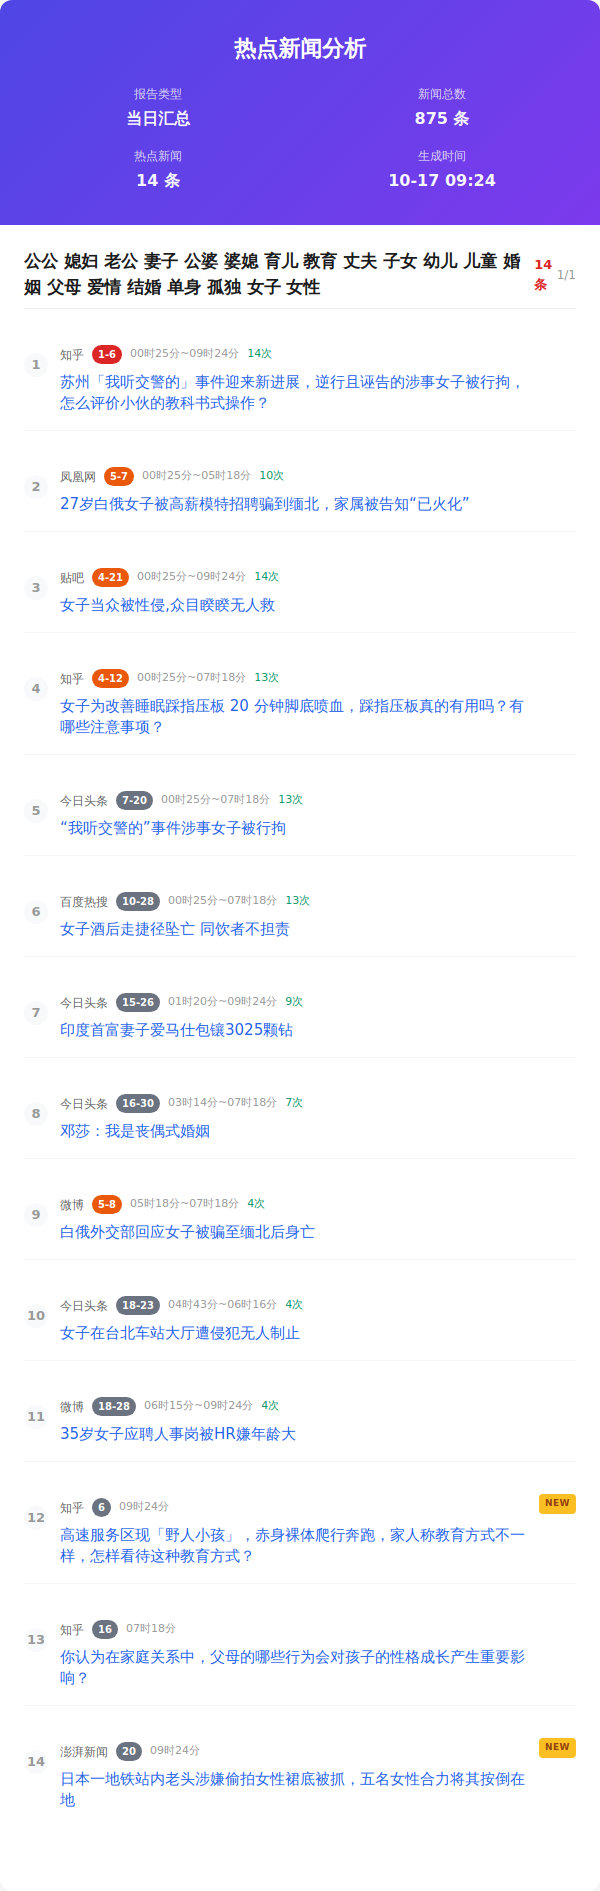 热点新闻分析
报告类型
当日汇总
新闻总数
875 条
热点新闻
14 条
生成时间
10-17 09:24
公公 媳妇 老公 妻子 公婆 婆媳 育儿 教育 丈夫 子女 幼儿 儿童 婚
姻 父母 爱情 结婚 单身 孤独 女子 女性
14
条
1/1
1
知乎 1-6 00时25分~09时24分 14次
苏州「我听交警的」事件迎来新进展，逆行且诬告的涉事女子被行拘，
怎么评价小伙的教科书式操作？
2
凤凰网 5-7 00时25分~05时18分 10次
27岁白俄女子被高薪模特招聘骗到缅北，家属被告知“已火化”
3
贴吧 4-21 00时25分~09时24分 14次
女子当众被性侵,众目睽睽无人救
4
知乎 4-12 00时25分~07时18分 13次
女子为改善睡眠踩指压板 20 分钟脚底喷血，踩指压板真的有用吗？有
哪些注意事项？
5
今日头条 7-20 00时25分~07时18分 13次
“我听交警的”事件涉事女子被行拘
6
百度热搜 10-28 00时25分~07时18分 13次
女子酒后走捷径坠亡 同饮者不担责
7
今日头条 15-26 01时20分~09时24分 9次
印度首富妻子爱马仕包镶3025颗钻
8
今日头条 16-30 03时14分~07时18分 7次
邓莎：我是丧偶式婚姻
9
微博 5-8 05时18分~07时18分 4次
白俄外交部回应女子被骗至缅北后身亡
10
今日头条 18-23 04时43分~06时16分 4次
女子在台北车站大厅遭侵犯无人制止
11
微博 18-28 06时15分~09时24分 4次
35岁女子应聘人事岗被HR嫌年龄大
12
知乎 6 09时24分
NEW
高速服务区现「野人小孩」，赤身裸体爬行奔跑，家人称教育方式不一
样，怎样看待这种教育方式？
13
知乎 16 07时18分
你认为在家庭关系中，父母的哪些行为会对孩子的性格成长产生重要影
响？
14
澎湃新闻 20 09时24分
NEW
日本一地铁站内老头涉嫌偷拍女性裙底被抓，五名女性合力将其按倒在
地